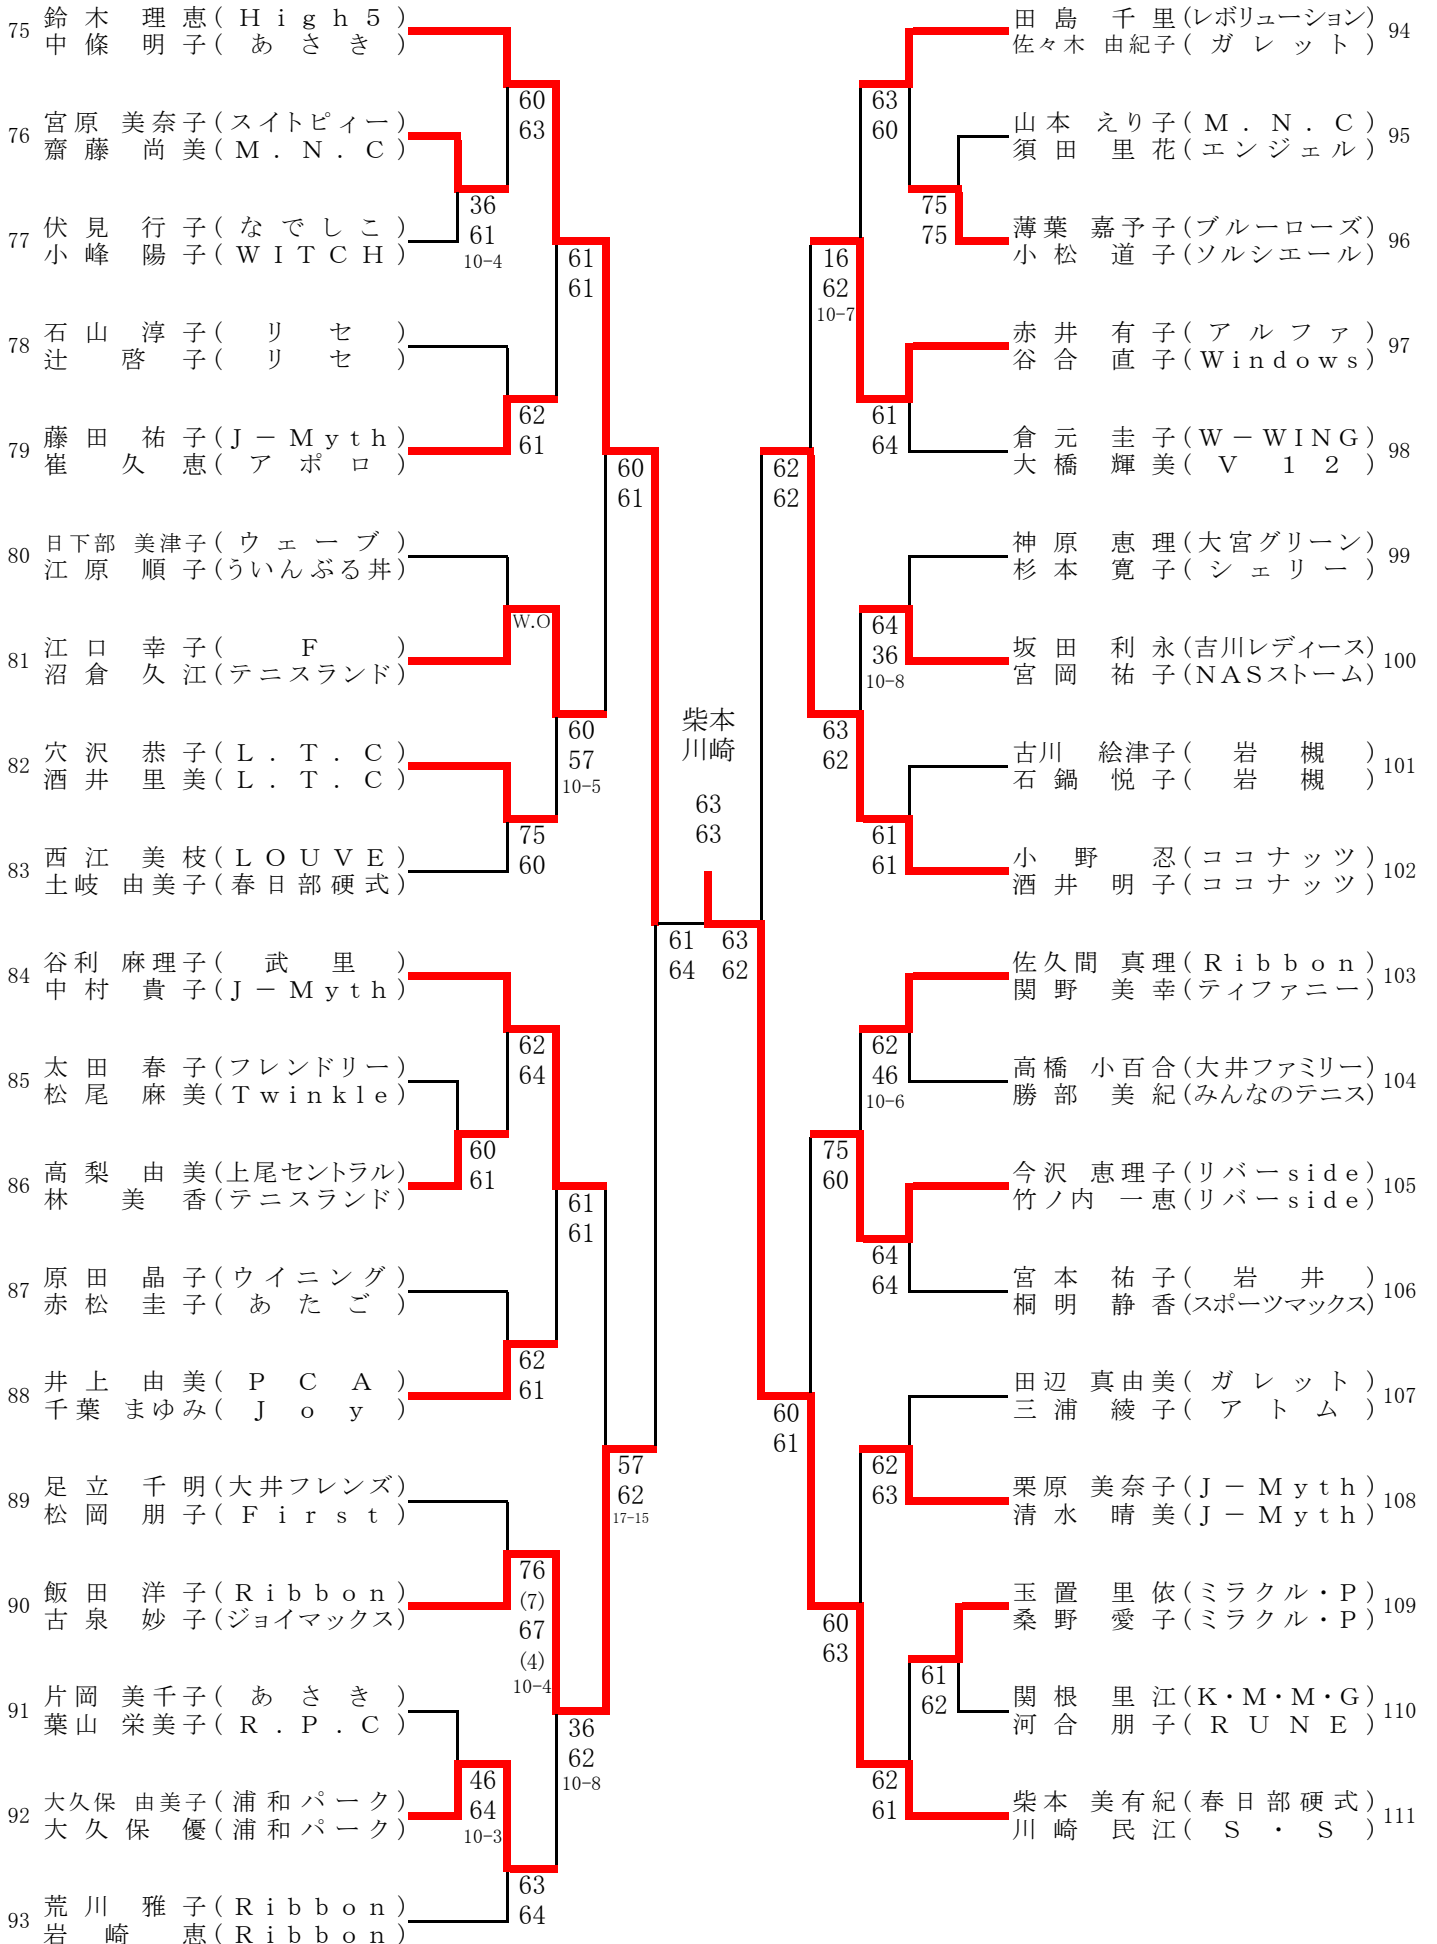 75 鈴木 理恵(High5)
中條 明子(あさき)
60
63
76 宮原 美奈子(スイトピィー)
齋藤 尚美(M.N.C)
36
61
10-4
77 伏見 行子(なでしこ)
小峰 陽子(WITCH)
61
61
78 石山 淳子(リセ)
辻 啓子(リセ)
62
61
79 藤田 祐子(J－Myth)
崔 久恵(アポロ)
60
61
80 日下部 美津子(ウェーブ)
江原 順子(ういんぶる丼)
W.O
81 江口 幸子(F)
沼倉 久江(テニスランド)
60
57
10-5
82 穴沢 恭子(L.T.C)
酒井 里美(L.T.C)
75
60
83 西江 美枝(LOUVE)
土岐 由美子(春日部硬式)
61
64
84 谷利 麻理子(武里)
中村 貴子(J－Myth)
62
64
85 太田 春子(フレンドリー)
松尾 麻美(Twinkle)
60
61
86 高梨 由美(上尾セントラル)
林 美香(テニスランド)
61
61
87 原田 晶子(ウイニング)
赤松 圭子(あたご)
62
61
88 井上 由美(PCA)
千葉 まゆみ(Joy)
57
62
17-15
89 足立 千明(大井フレンズ)
松岡 朋子(First)
76
(7)
67
(4)
10-4
90 飯田 洋子(Ribbon)
古泉 妙子(ジョイマックス)
36
62
10-8
91 片岡 美千子(あさき)
葉山 栄美子(R.P.C)
46
64
10-3
92 大久保 由美子(浦和パーク)
大久保 優(浦和パーク)
63
64
93 荒川 雅子(Ribbon)
岩崎 恵(Ribbon)
柴本
川崎
63
63
田島 千里(レボリューション) 94
佐々木 由紀子(ガレット)
63
60
山本 えり子(M.N.C) 95
須田 里花(エンジェル)
75
75
薄葉 嘉予子(ブルーローズ) 96
小松 道子(ソルシエール)
16
62
10-7
赤井 有子(アルファ) 97
谷合 直子(Windows)
61
64
倉元 圭子(W－WING) 98
大橋 輝美(V12)
62
62
神原 恵理(大宮グリーン) 99
杉本 寛子(シェリー)
64
36
10-8
坂田 利永(吉川レディース) 100
宮岡 祐子(NASストーム)
63
62
古川 絵津子(岩槻) 101
石鍋 悦子(岩槻)
61
61
小野 忍(ココナッツ) 102
酒井 明子(ココナッツ)
63
62
佐久間 真理(Ribbon) 103
関野 美幸(ティファニー)
62
46
10-6
高橋 小百合(大井ファミリー) 104
勝部 美紀(みんなのテニス)
75
60
今沢 恵理子(リバーside) 105
竹ノ内 一恵(リバーside)
64
64
宮本 祐子(岩井) 106
桐明 静香(スポーツマックス)
60
61
田辺 真由美(ガレット) 107
三浦 綾子(アトム)
62
63
栗原 美奈子(J－Myth) 108
清水 晴美(J－Myth)
60
63
玉置 里依(ミラクル・P) 109
桑野 愛子(ミラクル・P)
61
62
関根 里江(K・M・M・G) 110
河合 朋子(RUNE)
62
61
柴本 美有紀(春日部硬式) 111
川崎 民江(S・S)